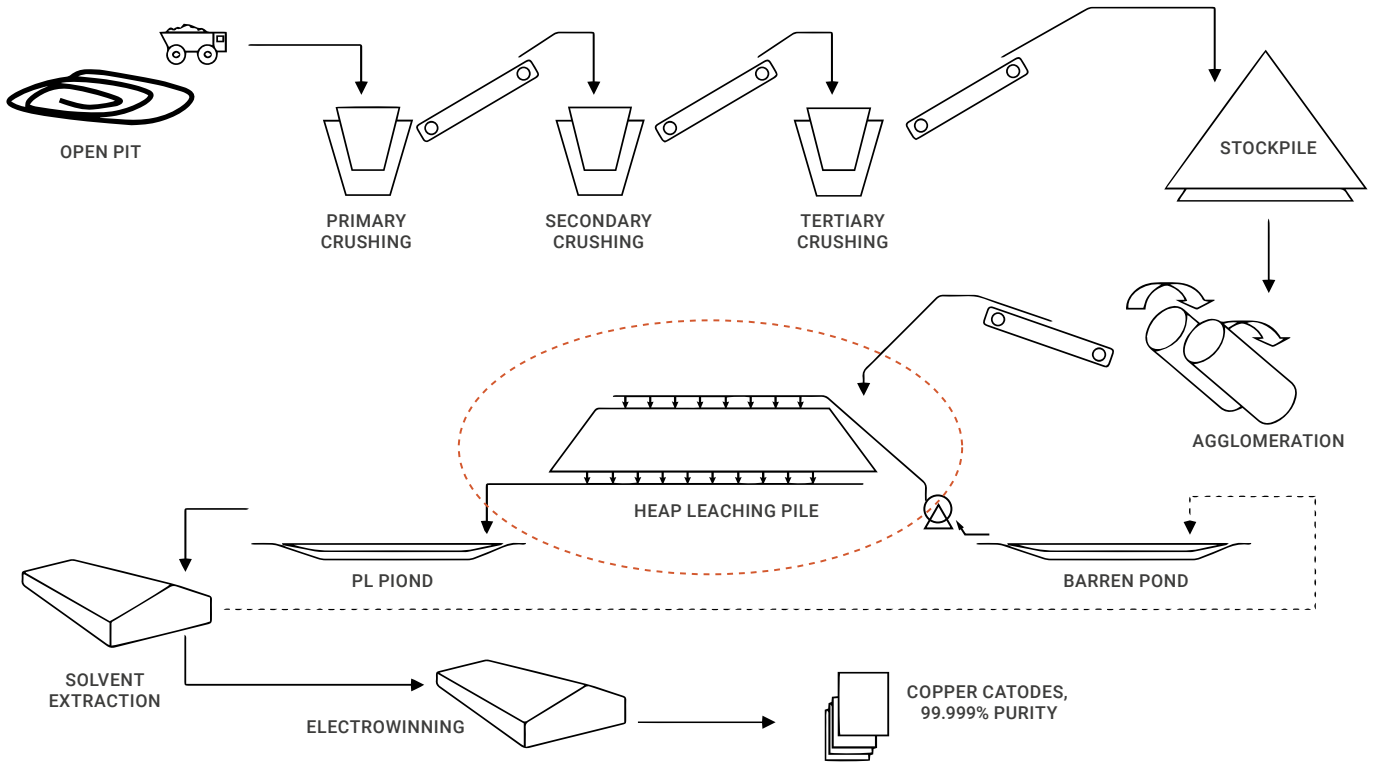 OPEN PIT
PRIMARY
CRUSHING
SECONDARY
CRUSHING
TERTIARY
CRUSHING
STOCKPILE
AGGLOMERATION
HEAP LEACHING PILE
PL PIOND
BARREN POND
SOLVENT
EXTRACTION
ELECTROWINNING
COPPER CATODES,
99.999% PURITY